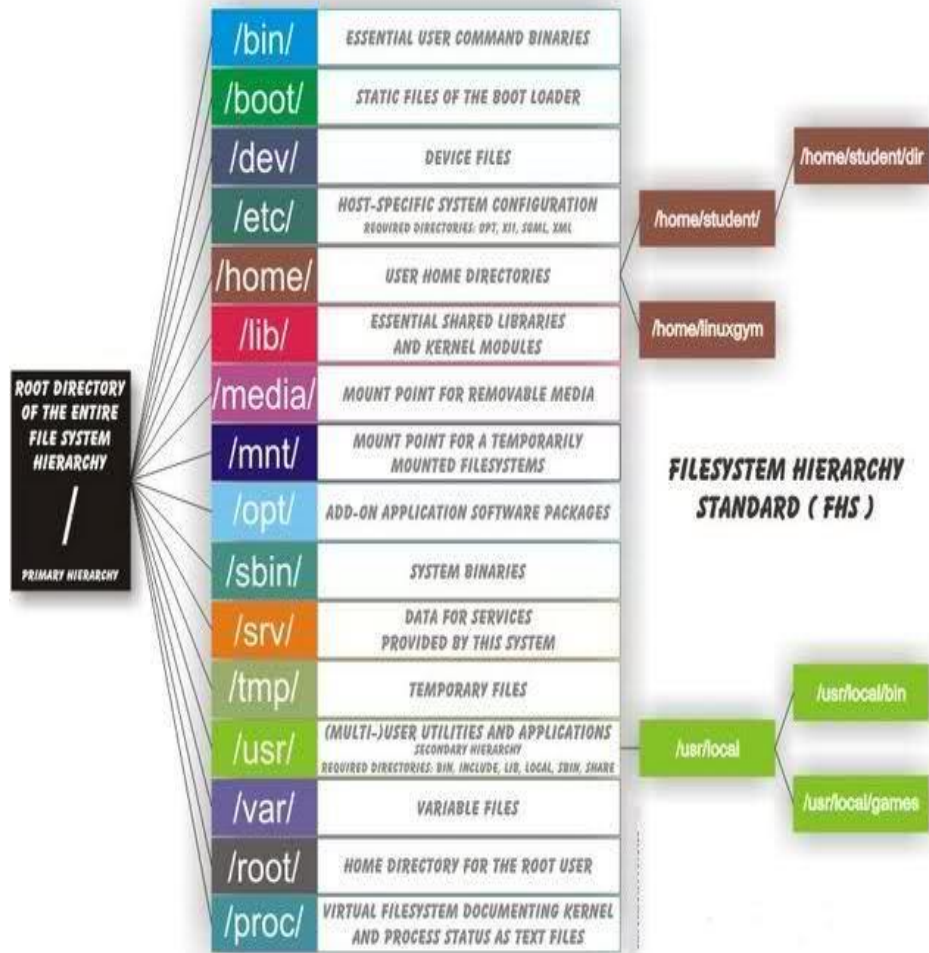 ROOT DIRECTORY
OF THE ENTIRE
FILE SYSTEM
HIERARCHY
/
PRIMARY HIERARCHY
/bin/
ESSENTIAL USER COMMAND BINARIES
/boot/
STATIC FILES OF THE BOOT LOADER
/dev/
DEVICE FILES
/etc/
HOST-SPECIFIC SYSTEM CONFIGURATION
REQUIRED DIRECTORIES: OPT, X11, SGML, XML
/home/
USER HOME DIRECTORIES
/lib/
ESSENTIAL SHARED LIBRARIES
AND KERNEL MODULES
/media/
MOUNT POINT FOR REMOVABLE MEDIA
/mnt/
MOUNT POINT FOR A TEMPORARILY
MOUNTED FILESYSTEMS
/opt/
ADD-ON APPLICATION SOFTWARE PACKAGES
/sbin/
SYSTEM BINARIES
/srv/
DATA FOR SERVICES
PROVIDED BY THIS SYSTEM
/tmp/
TEMPORARY FILES
/usr/
(MULTI-)USER UTILITIES AND APPLICATIONS
SECONDARY HIERARCHY
REQUIRED DIRECTORIES: BIN, INCLUDE, LIB, LOCAL, SBIN, SHARE
/var/
VARIABLE FILES
/root/
HOME DIRECTORY FOR THE ROOT USER
/proc/
VIRTUAL FILESYSTEM DOCUMENTING KERNEL
AND PROCESS STATUS AS TEXT FILES
/home/student/
/home/student/dir
/home/linuxgym
FILESYSTEM HIERARCHY
STANDARD ( FHS )
/usr/local
/usr/local/bin
/usr/local/games